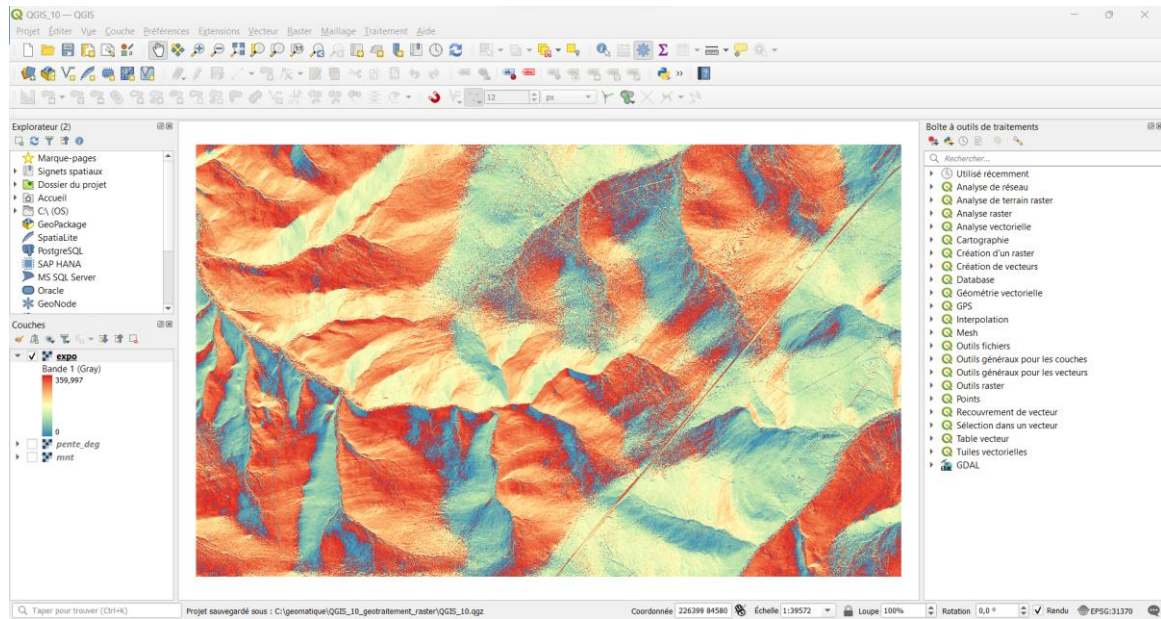 QGIS_10 — QGIS
Projet Éditer Vue Couche Préférences Extensions Vecteur Raster Maillage Traitement Aide
12 px
Explorateur (2)
Marque-pages
Signets spatiaux
Dossier du projet
Accueil
C:\ (OS)
GeoPackage
SpatiaLite
PostgreSQL
SAP HANA
MS SQL Server
Oracle
GeoNode
Couches
expo
Bande 1 (Gray)
359,997
0
pente_deg
mnt
Boîte à outils de traitements
Rechercher...
Utilisé récemment
Analyse de réseau
Analyse de terrain raster
Analyse raster
Analyse vectorielle
Cartographie
Création d'un raster
Création de vecteurs
Database
Géométrie vectorielle
GPS
Interpolation
Mesh
Outils fichiers
Outils généraux pour les couches
Outils généraux pour les vecteurs
Outils raster
Points
Recouvrement de vecteur
Sélection dans un vecteur
Table vecteur
Tuiles vectorielles
GDAL
Taper pour trouver (Ctrl+K) Projet sauvegardé sous : C:\geomatique\QGIS_10_geotraitement_raster\QGIS_10.qgz Coordonnée 226399 84580 Échelle 1:39572 Loupe 100% Rotation 0,0 ° Rendu EPSG:31370